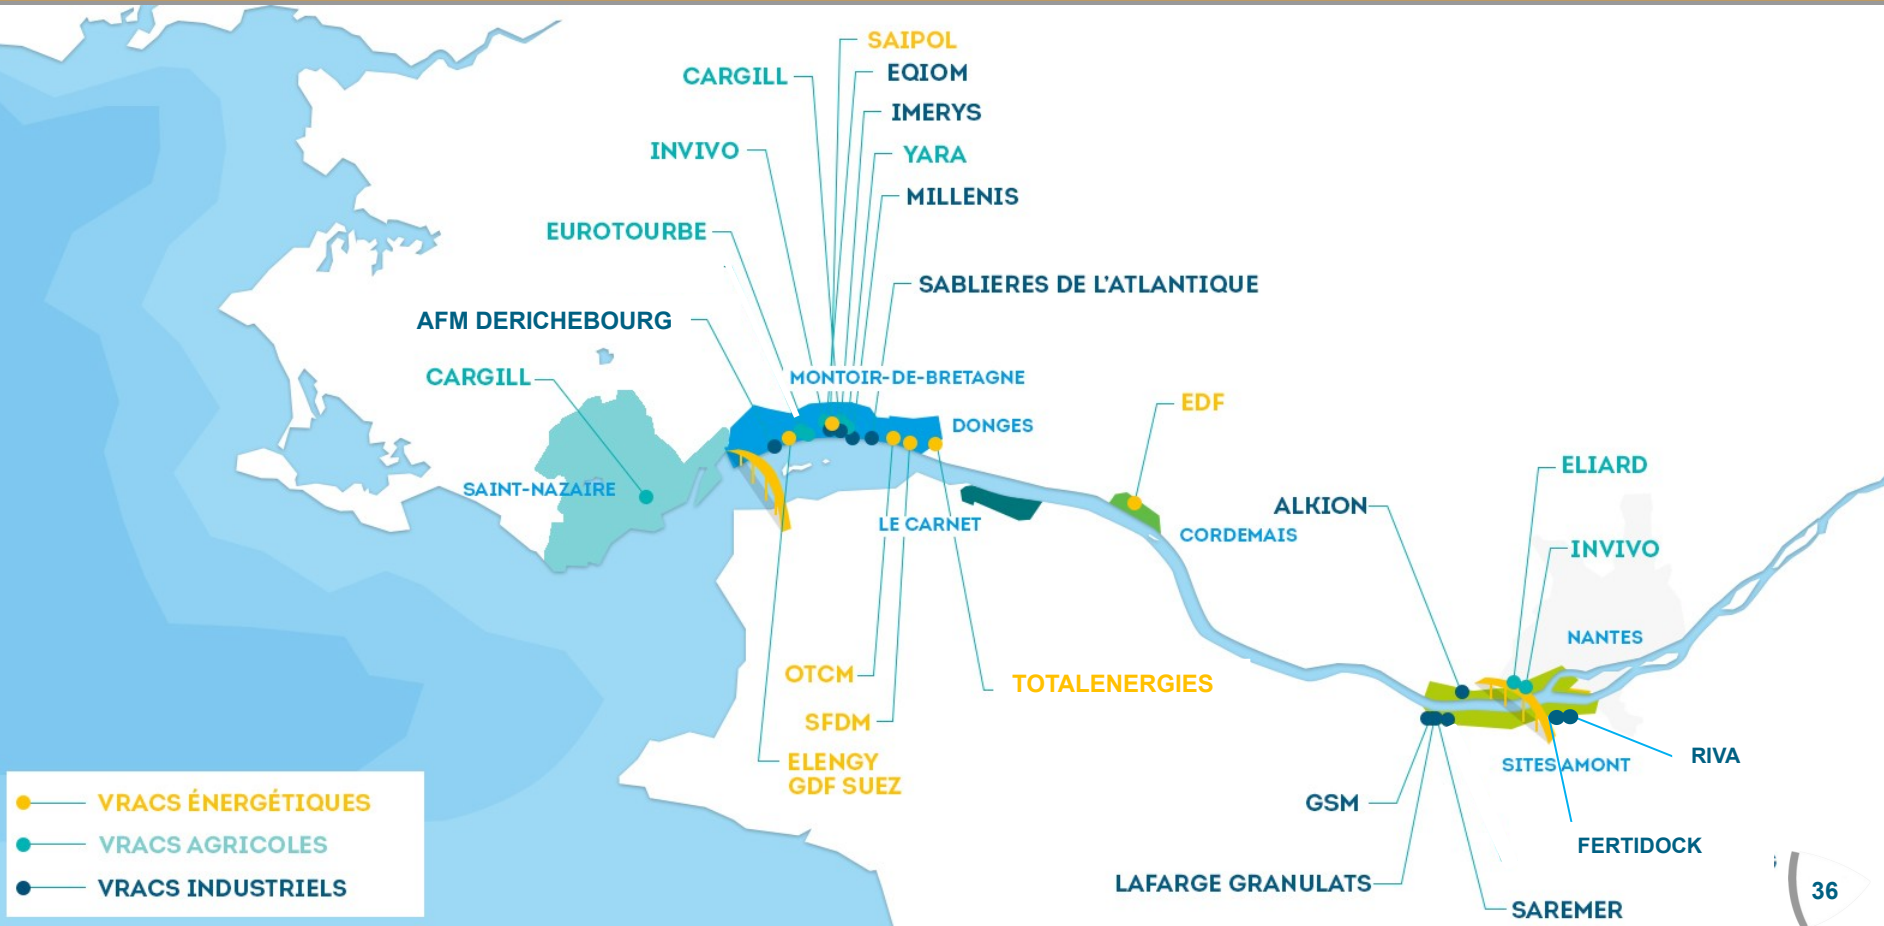 SAIPOL
CARGILL
EQIOM
IMERYS
INVIVO
YARA
MILLENIS
EUROTOURBE
SABLIERES DE L'ATLANTIQUE
AFM DERICHEBOURG
CARGILL
MONTOIR-DE-BRETAGNE
EDF
DONGES
ELIARD
SAINT-NAZAIRE
ALKION
LE CARNET
CORDEMAIS
INVIVO
NANTES
OTCM
TOTALENERGIES
SFDM
ELENGY
GDF SUEZ
RIVA
SITES AMONT
GSM
FERTIDOCK
LAFARGE GRANULATS
SAREMER
VRACS ÉNERGÉTIQUES
VRACS AGRICOLES
VRACS INDUSTRIELS
36